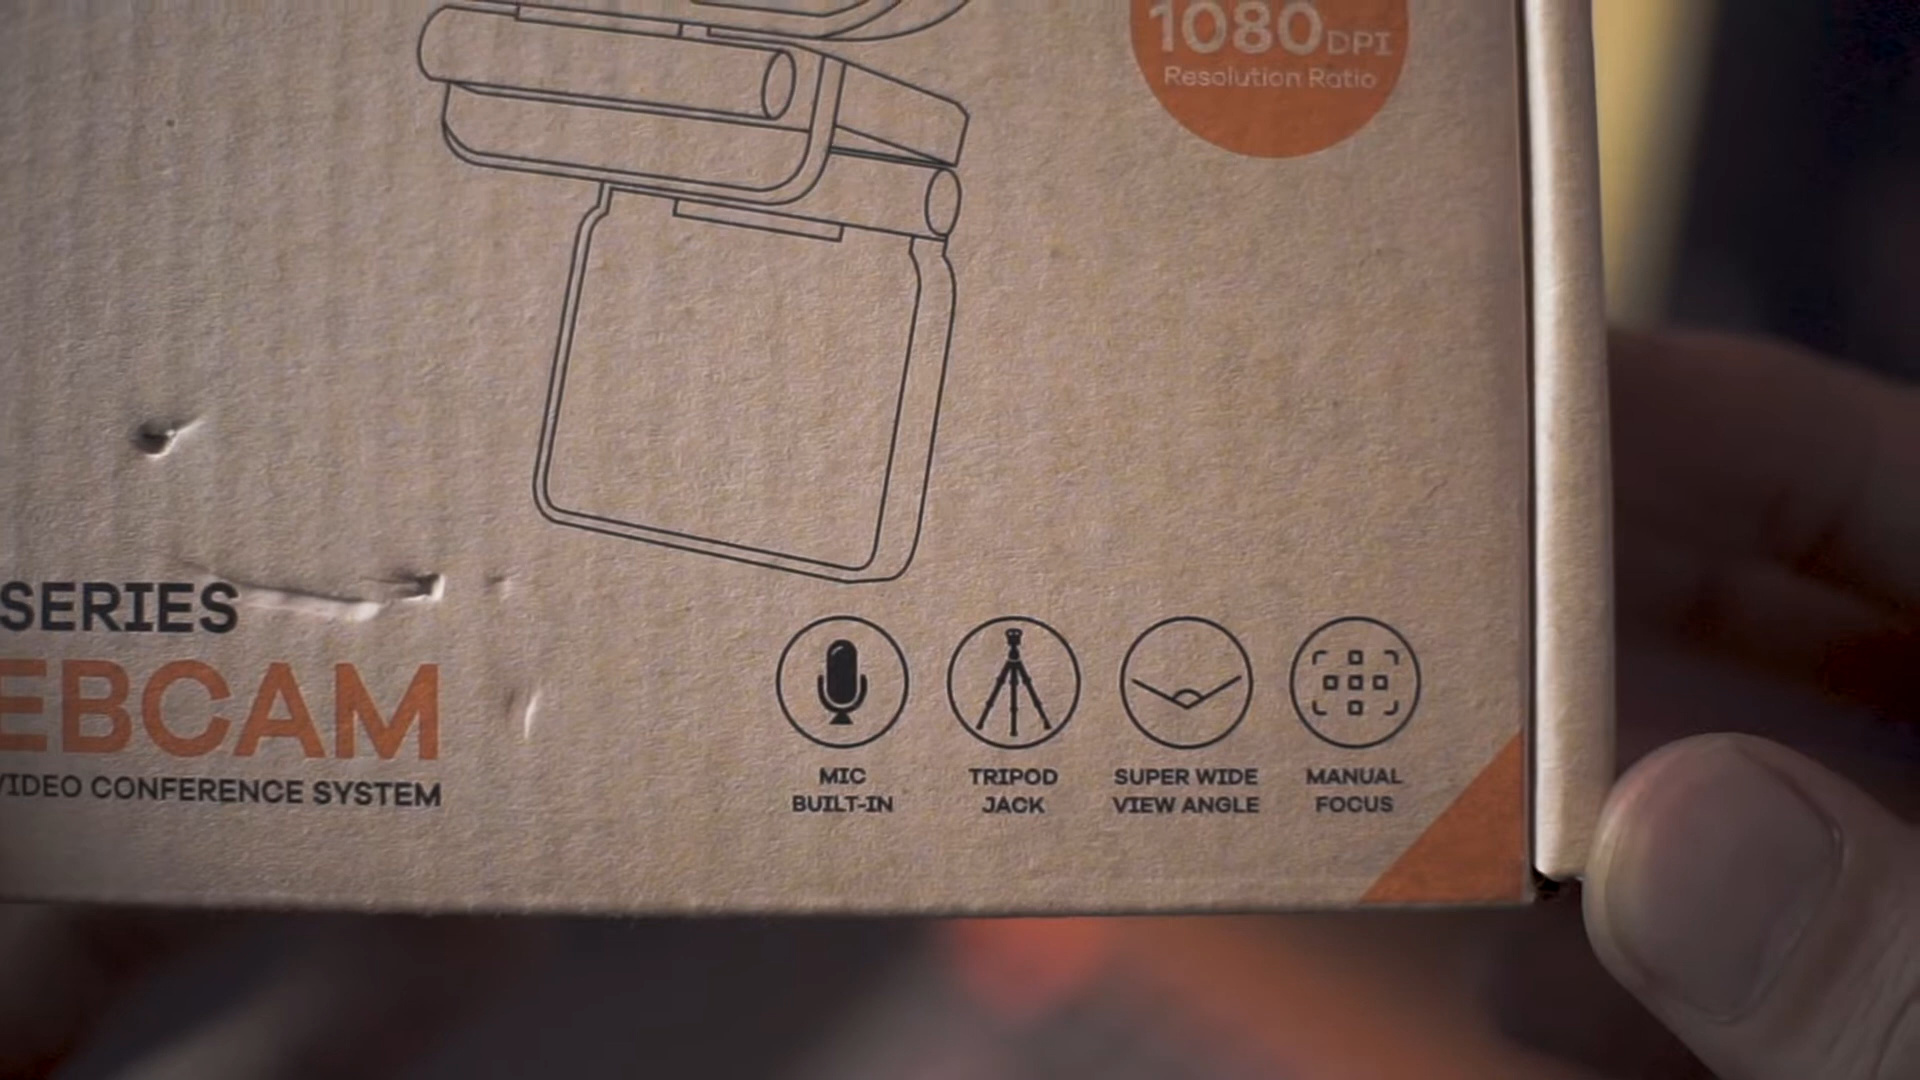 1080DPI
Resolution Ratio
SERIES
EBCAM
VIDEO CONFERENCE SYSTEM
MIC
BUILT-IN
TRIPOD
JACK
SUPER WIDE
VIEW ANGLE
MANUAL
FOCUS